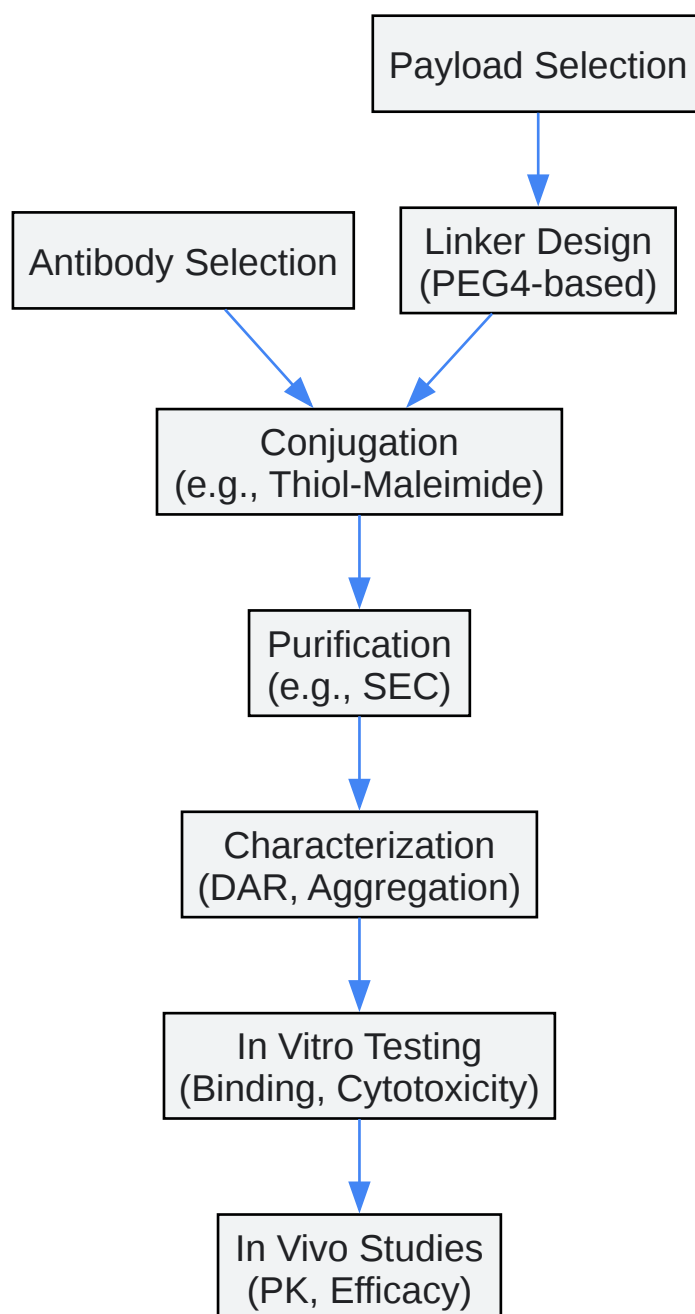 Payload Selection
Antibody Selection
Linker Design
(PEG4-based)
Conjugation
(e.g., Thiol-Maleimide)
Purification
(e.g., SEC)
Characterization
(DAR, Aggregation)
In Vitro Testing
(Binding, Cytotoxicity)
In Vivo Studies
(PK, Efficacy)